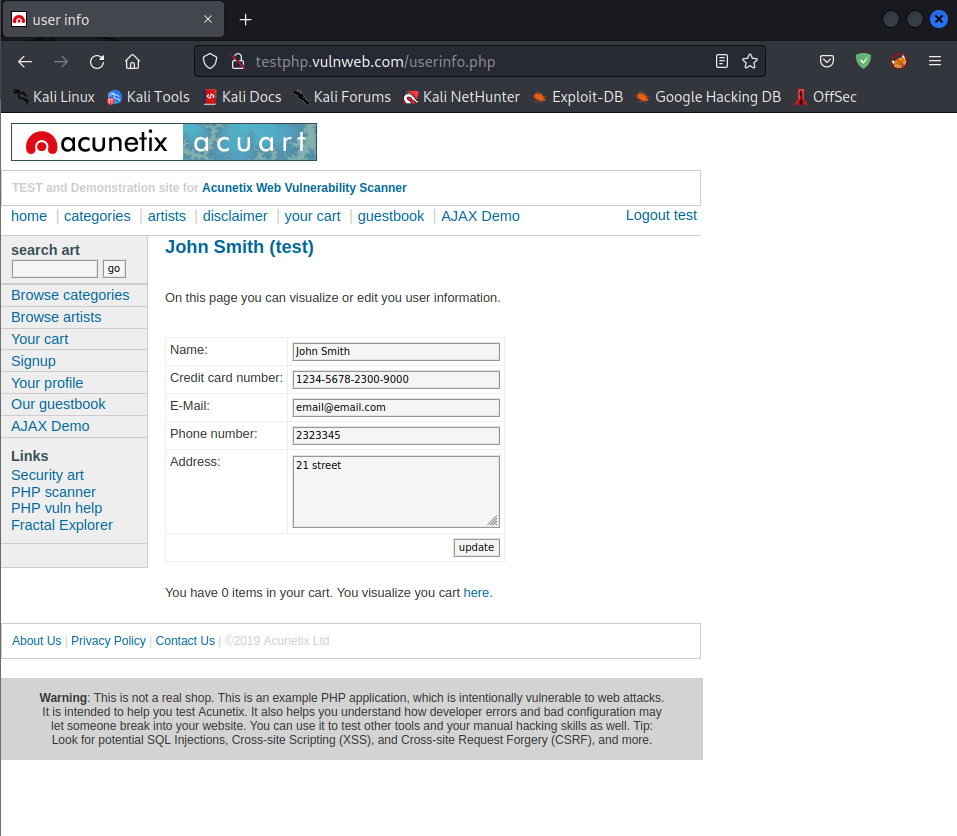 user info
testphp.vulnweb.com/userinfo.php
Kali Linux Kali Tools Kali Docs Kali Forums Kali NetHunter Exploit-DB Google Hacking DB OffSec
acunetix acuart
TEST and Demonstration site for Acunetix Web Vulnerability Scanner
home | categories | artists | disclaimer | your cart | guestbook | AJAX Demo Logout test
search art
go
Browse categories
Browse artists
Your cart
Signup
Your profile
Our guestbook
AJAX Demo
Links
Security art
PHP scanner
PHP vuln help
Fractal Explorer
John Smith (test)
On this page you can visualize or edit you user information.
Name: John Smith
Credit card number: 1234-5678-2300-9000
E-Mail: email@email.com
Phone number: 2323345
Address: 21 street
update
You have 0 items in your cart. You visualize you cart here.
About Us | Privacy Policy | Contact Us | ©2019 Acunetix Ltd
Warning: This is not a real shop. This is an example PHP application, which is intentionally vulnerable to web attacks.
It is intended to help you test Acunetix. It also helps you understand how developer errors and bad configuration may
let someone break into your website. You can use it to test other tools and your manual hacking skills as well. Tip:
Look for potential SQL Injections, Cross-site Scripting (XSS), and Cross-site Request Forgery (CSRF), and more.